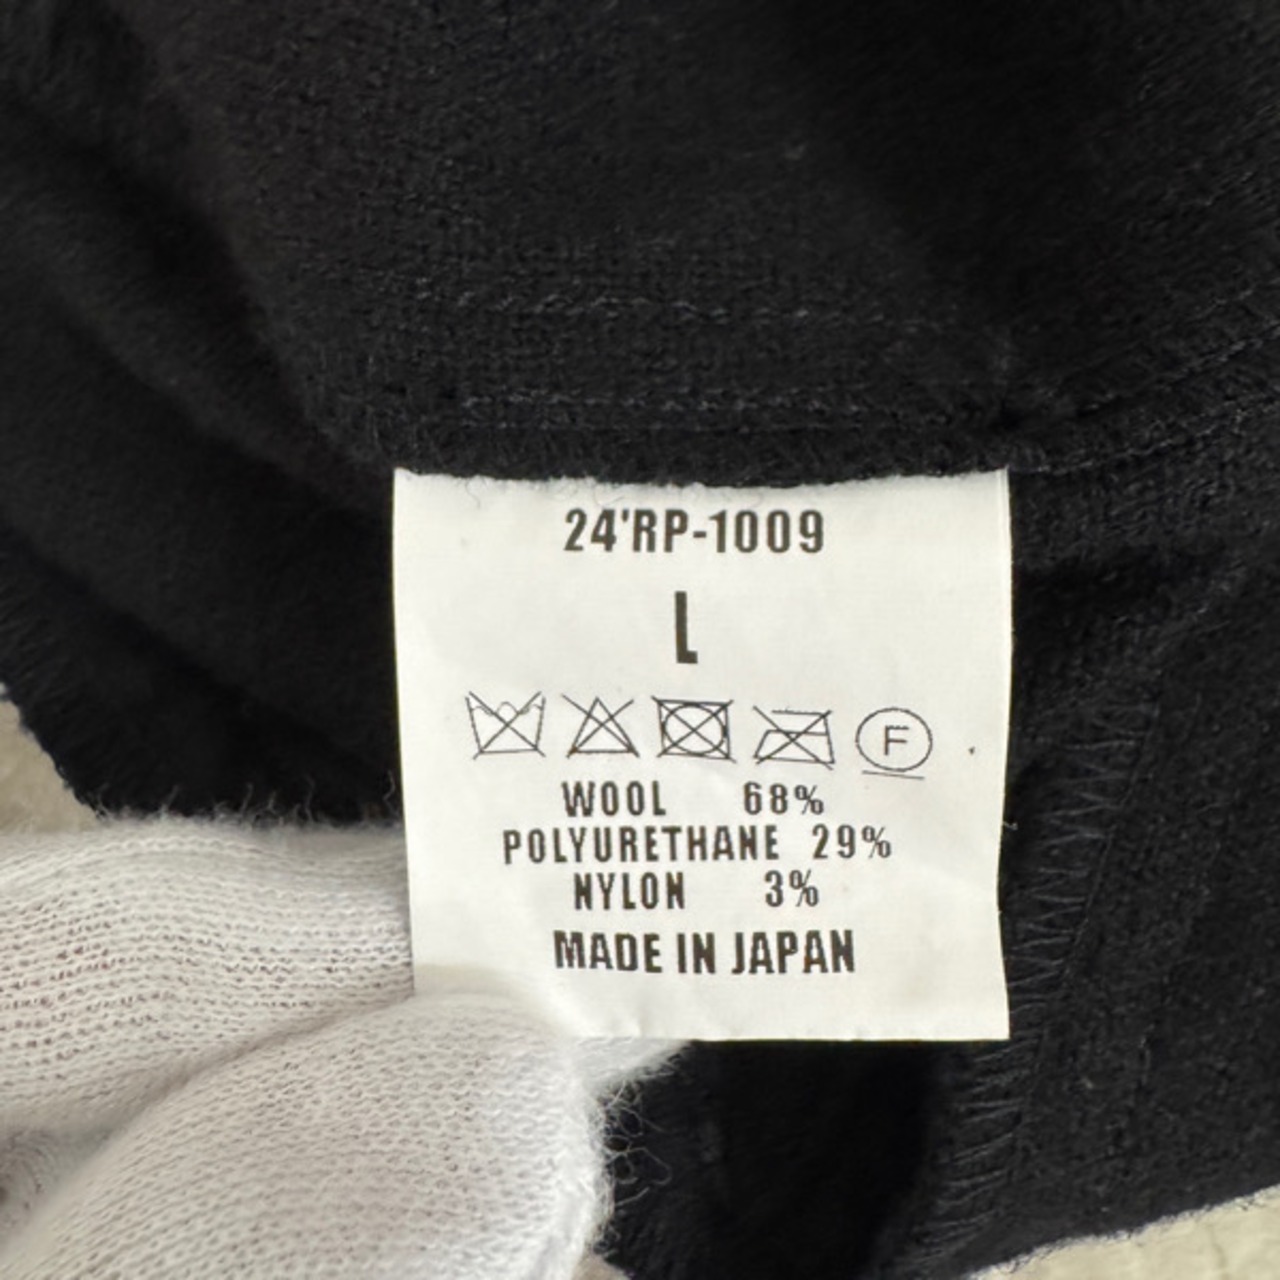 24'RP-1009
L
F
WOOL 68%
POLYURETHANE 29%
NYLON 3%
MADE IN JAPAN